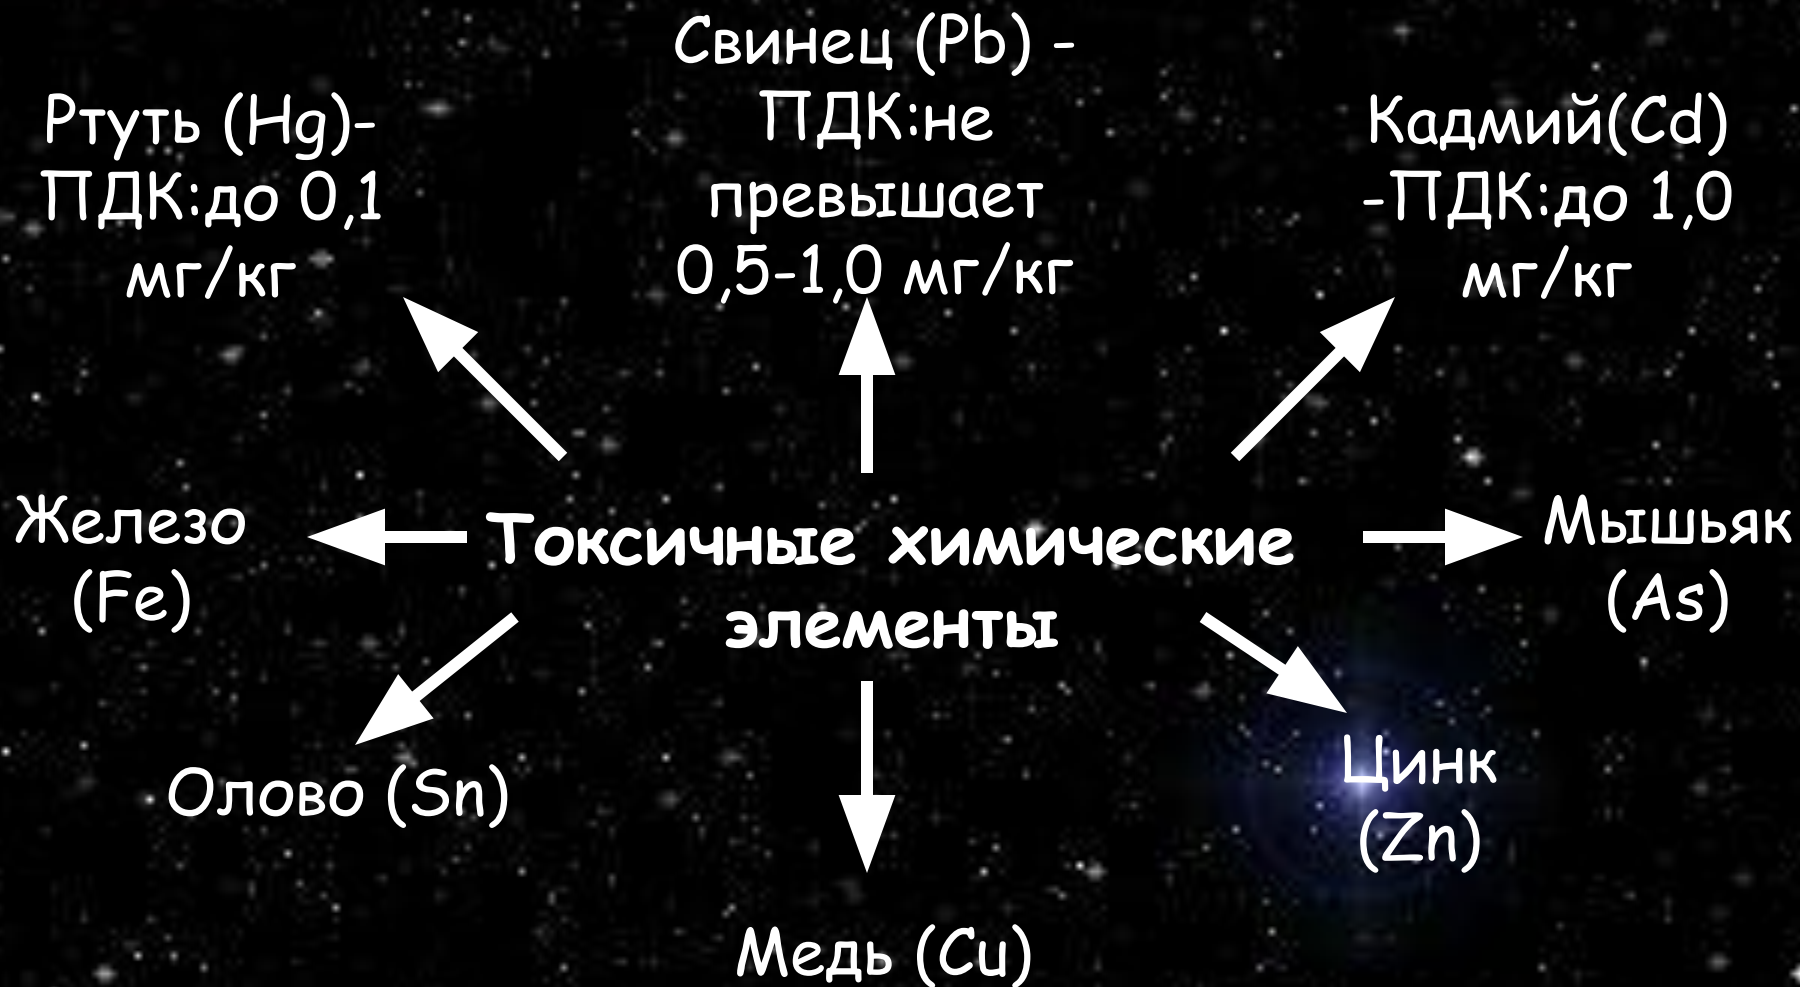 Свинец (Pb) -
ПДК:не
превышает
0,5-1,0 мг/кг
Ртуть (Hg)-
ПДК:до 0,1
мг/кг
Кадмий(Cd)
-ПДК:до 1,0
мг/кг
Железо
(Fe)
Токсичные химические
элементы
Мышьяк
(As)
Олово (Sn)
Цинк
(Zn)
Медь (Cu)